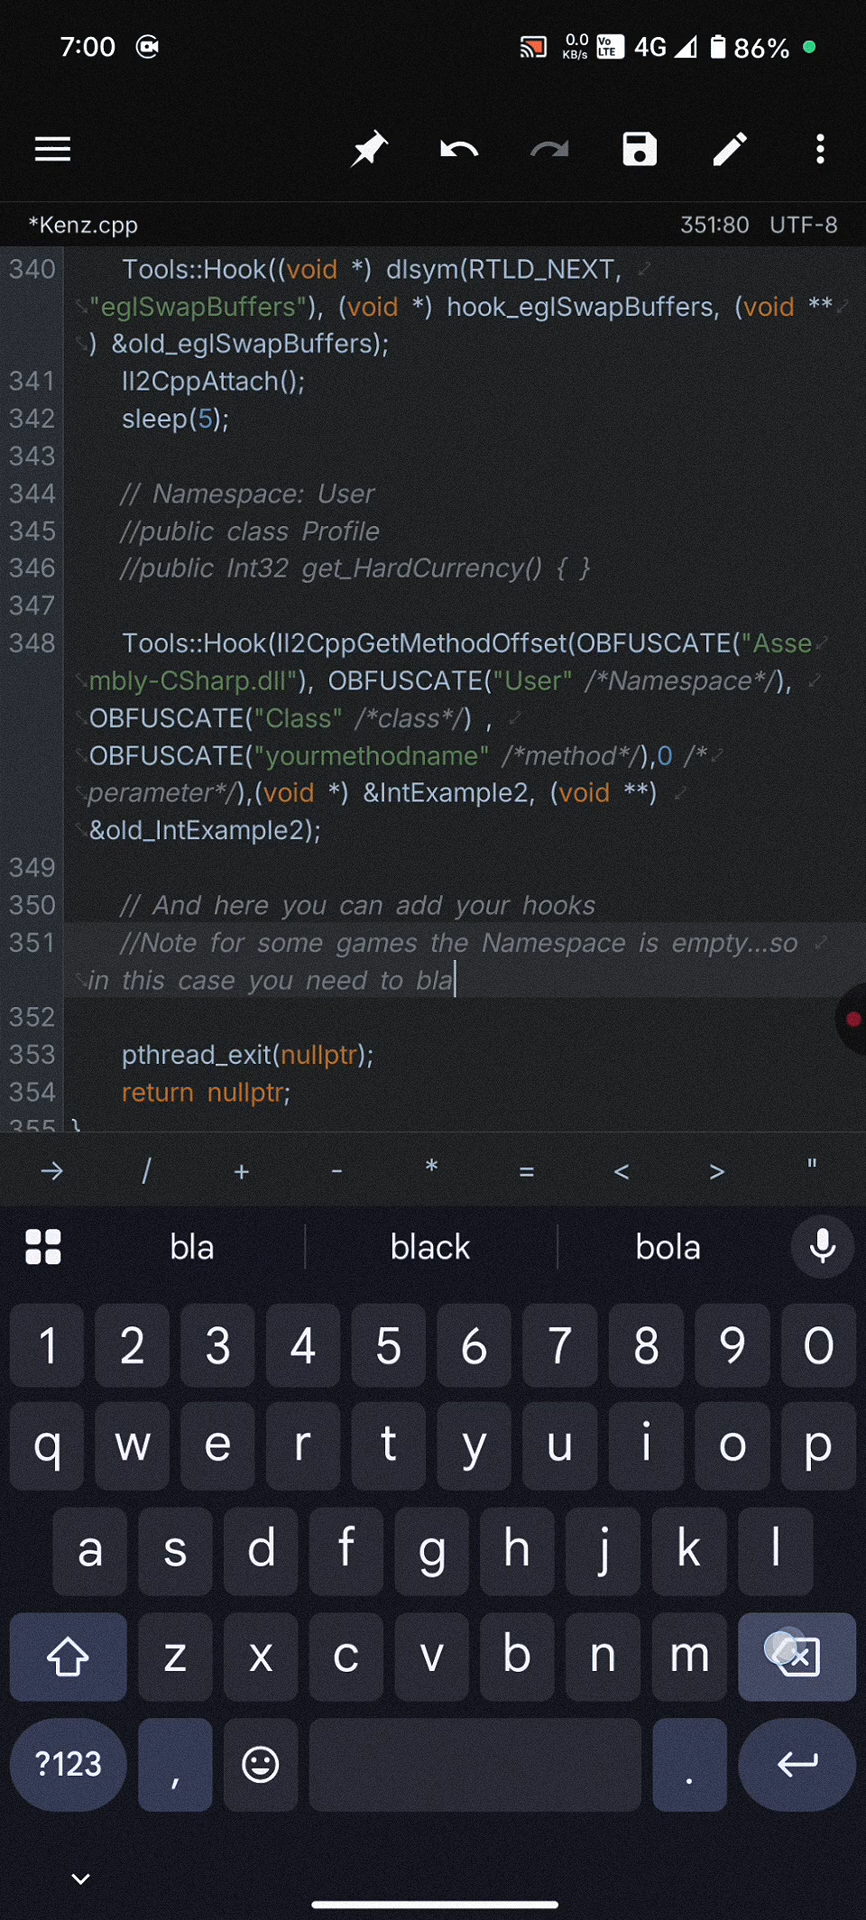 7:00 0.0 KB/s Vo LTE 4G 86%
*Kenz.cpp 351:80 UTF-8
340 Tools::Hook((void *) dlsym(RTLD_NEXT,
"eglSwapBuffers"), (void *) hook_eglSwapBuffers, (void **
) &old_eglSwapBuffers);
341 Il2CppAttach();
342 sleep(5);
343
344 // Namespace: User
345 //public class Profile
346 //public Int32 get_HardCurrency() { }
347
348 Tools::Hook(Il2CppGetMethodOffset(OBFUSCATE("Asse
mbly-CSharp.dll"), OBFUSCATE("User" /*Namespace*/),
OBFUSCATE("Class" /*class*/) ,
OBFUSCATE("yourmethodname" /*method*/),0 /*
perameter*/),(void *) &IntExample2, (void **)
&old_IntExample2);
349
350 // And here you can add your hooks
351 //Note for some games the Namespace is empty...so
in this case you need to bla
352
353 pthread_exit(nullptr);
354 return nullptr;
355 }
→ / + - * = < > "
bla black bola
1 2 3 4 5 6 7 8 9 0
q w e r t y u i o p
a s d f g h j k l
z x c v b n m
?123 , .